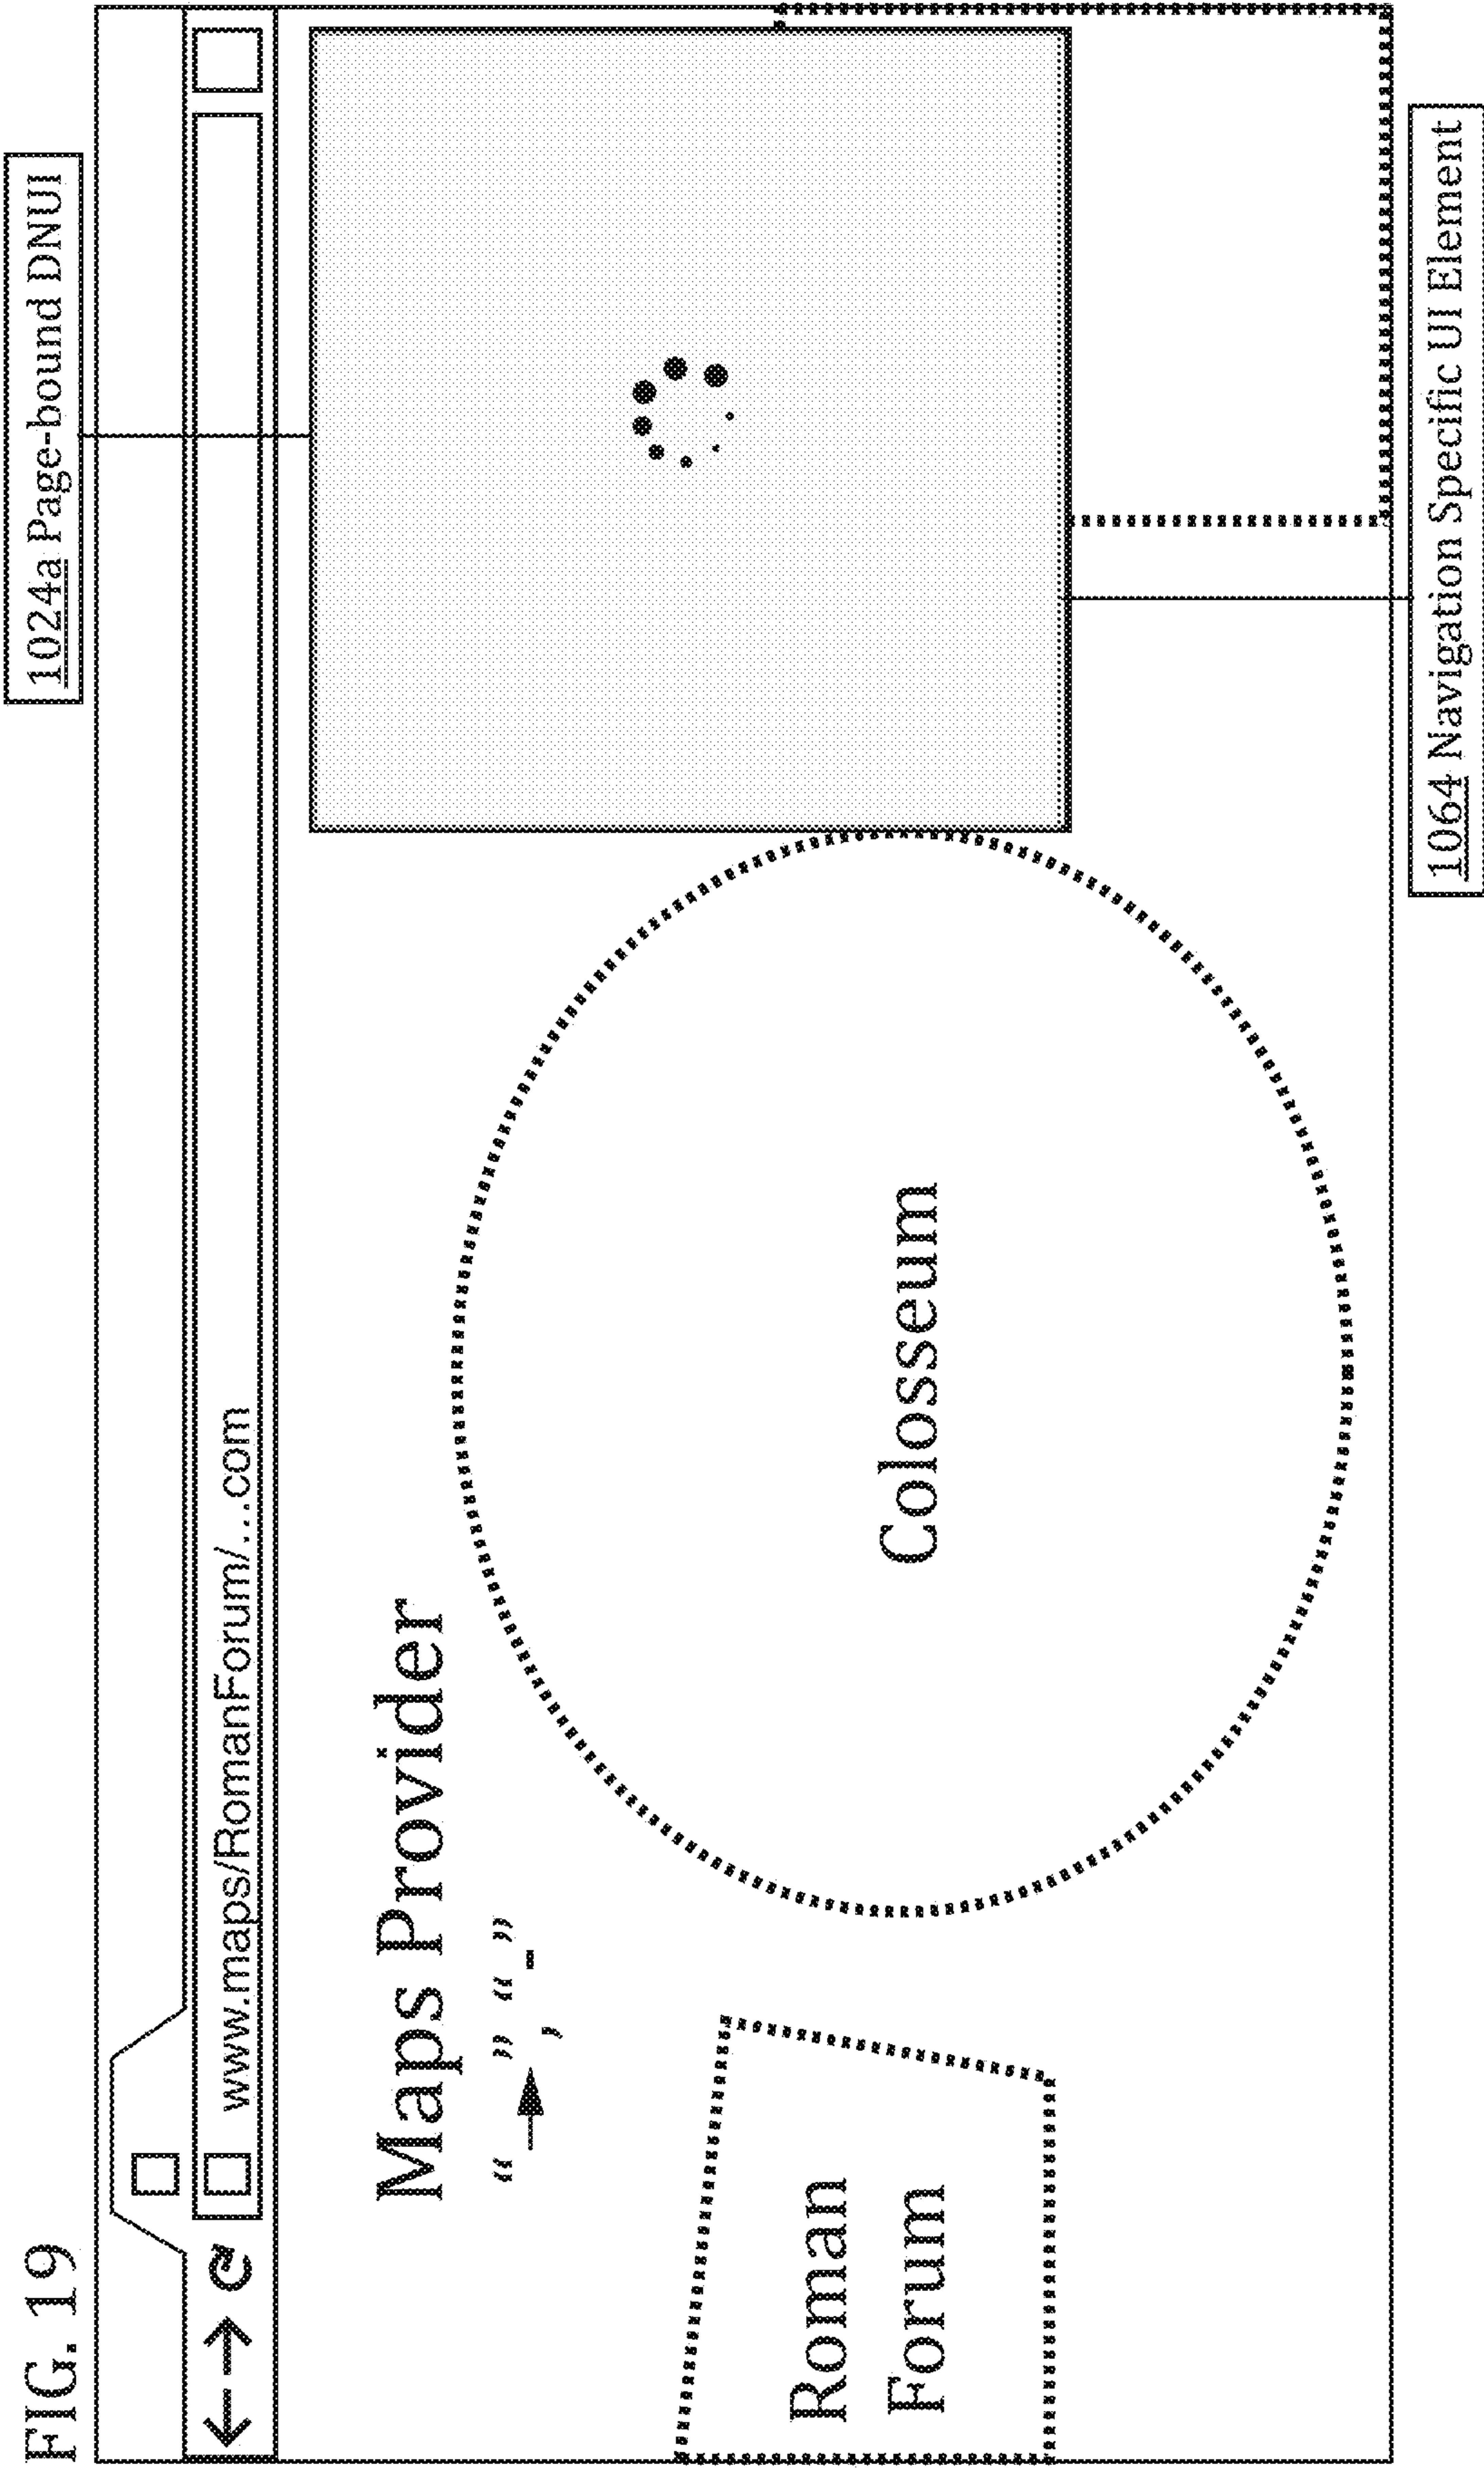 FIG. 19
1024a Page-bound DNUI
www.maps/RomanForum/...com
Maps Provider
“ ” “ ”
, -
Roman
Forum
Colosseum
1064 Navigation Specific UI Element